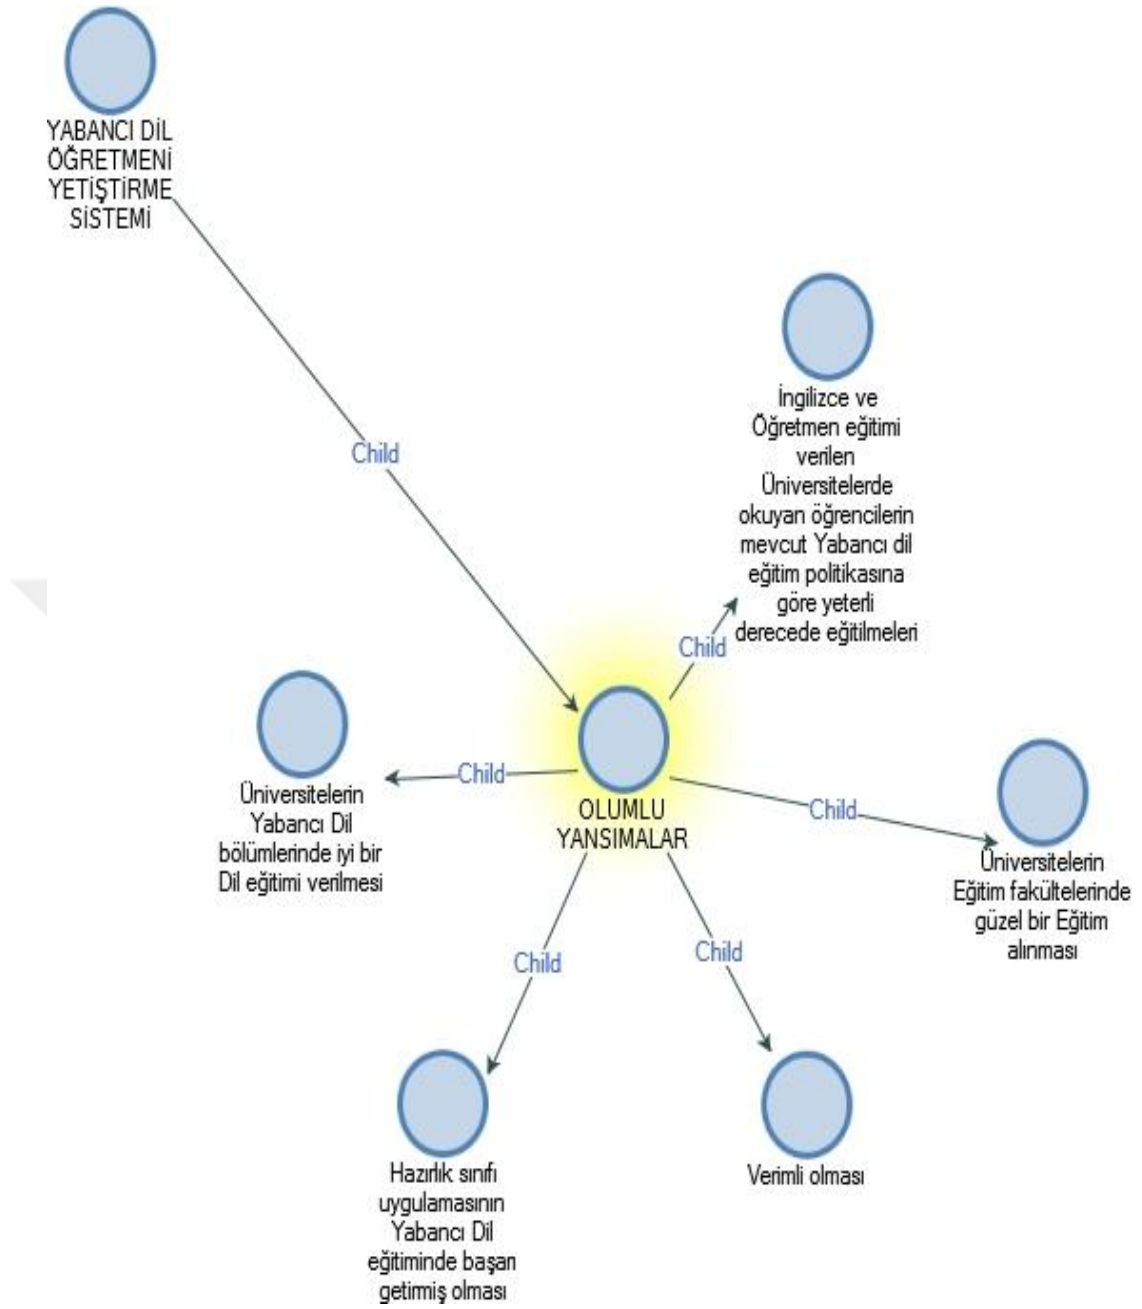 YABANCI DİL
ÖĞRETMENİ
YETİŞTİRME
SİSTEMİ
Child
İngilizce ve
Öğretmen eğitimi
verilen
Üniversitelerde
okuyan öğrencilerin
mevcut Yabancı dil
eğitim politikasına
göre yeterli
derecede eğitilmeleri
Child
Child
Üniversitelerin
Yabancı Dil
bölümlerinde iyi bir
Dil eğitimi verilmesi
OLUMLU
YANSIMALAR
Child
Üniversitelerin
Eğitim fakültelerinde
güzel bir Eğitim
alınması
Child
Child
Hazırlık sınıfı
uygulamasının
Yabancı Dil
eğitiminde başarı
getirmiş olması
Verimli olması